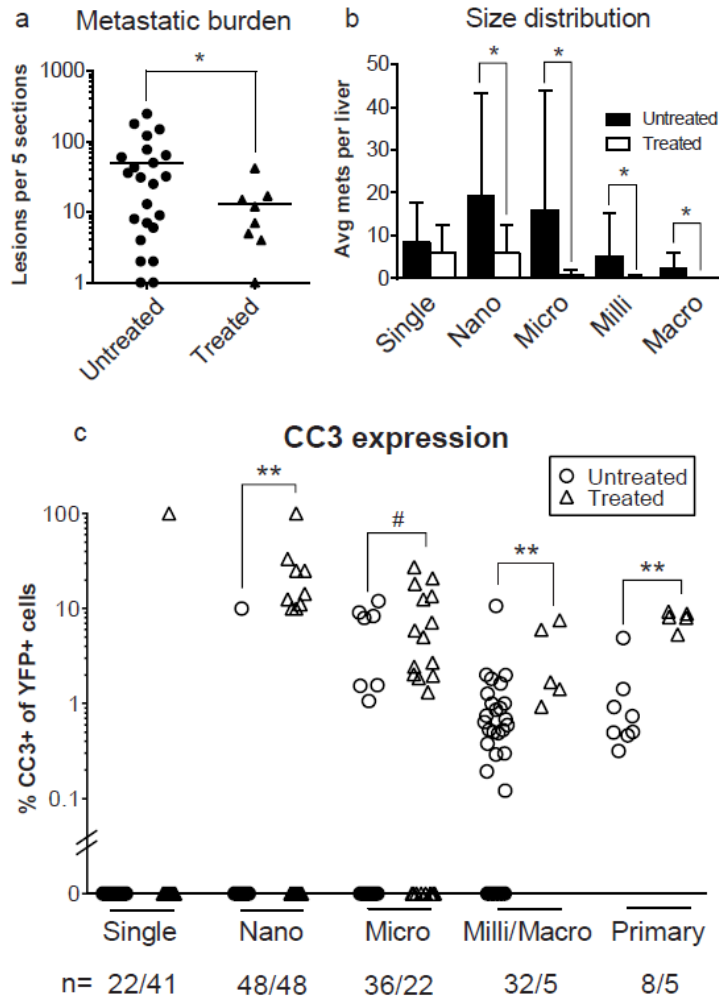 a Metastatic burden
*
Lesions per 5 sections
1000
100
10
1
Untreated
Treated
b Size distribution
Avg mets per liver
50
40
30
20
10
0
* * * *
Untreated
Treated
Single Nano Micro Milli Macro
c CC3 expression
Untreated
Treated
** # ** **
% CC3+ of YFP+ cells
100
10
1
0.1
0
Single Nano Micro Milli/Macro Primary
n= 22/41 48/48 36/22 32/5 8/5